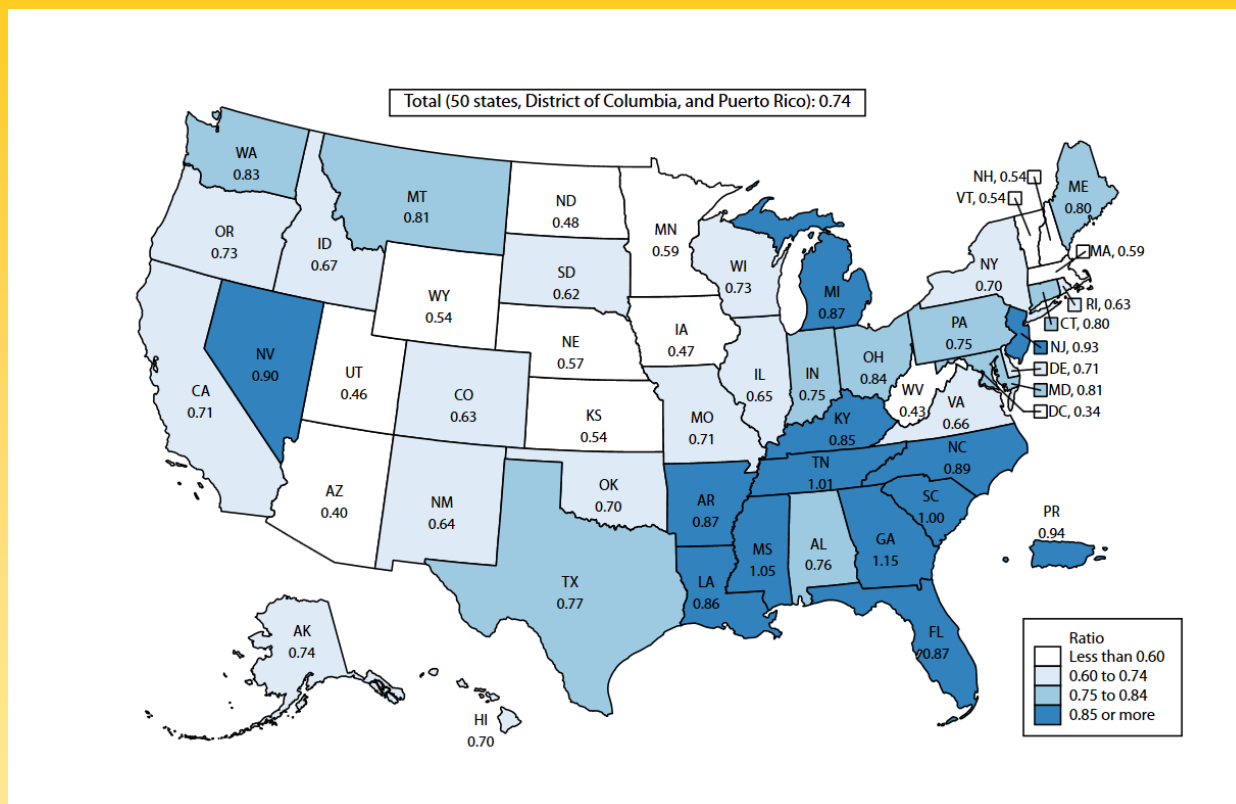 Total (50 states, District of Columbia, and Puerto Rico): 0.74
WA
0.83
MT
0.81
ND
0.48
MN
0.59
NH, 0.54
VT, 0.54
ME
0.80
OR
0.73
ID
0.67
SD
0.62
WI
0.73
MI
0.87
NY
0.70
MA, 0.59
RI, 0.63
CT, 0.80
WY
0.54
IA
0.47
NE
0.57
PA
0.75
NJ, 0.93
DE, 0.71
MD, 0.81
DC, 0.34
NV
0.90
UT
0.46
CO
0.63
CA
0.71
IL
0.65
IN
0.75
OH
0.84
WV
0.43
VA
0.66
KS
0.54
MO
0.71
KY
0.85
TN
1.01
NC
0.89
AZ
0.40
NM
0.64
OK
0.70
AR
0.87
SC
1.00
PR
0.94
MS
1.05
AL
0.76
GA
1.15
TX
0.77
LA
0.86
FL
0.87
AK
0.74
HI
0.70
Ratio
Less than 0.60
0.60 to 0.74
0.75 to 0.84
0.85 or more